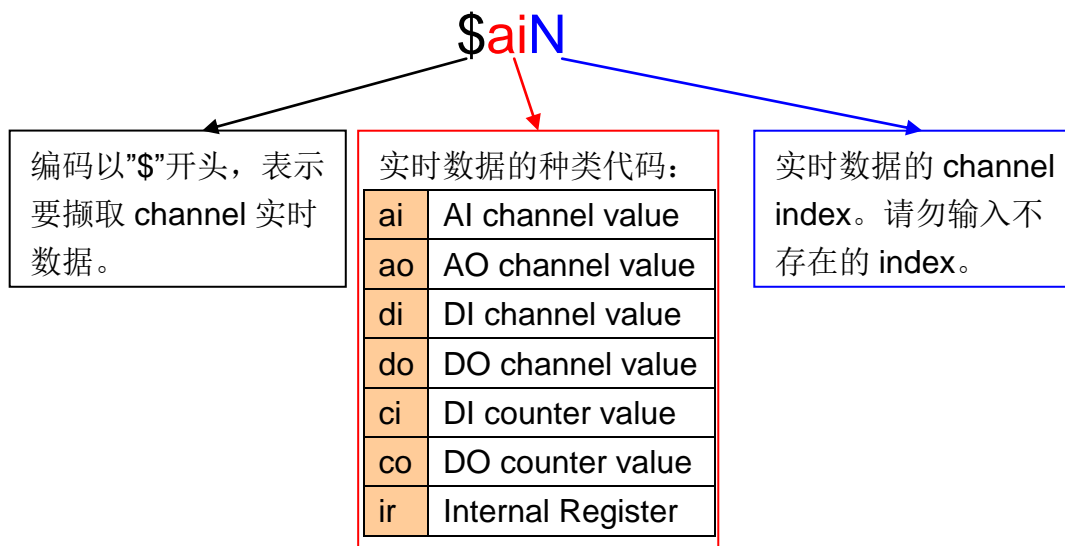 $aiN
编码以”$”开头，表示
要撷取 channel 实时
数据。
实时数据的种类代码：
ai AI channel value
ao AO channel value
di DI channel value
do DO channel value
ci DI counter value
co DO counter value
ir Internal Register
实时数据的 channel
index。请勿输入不
存在的 index。